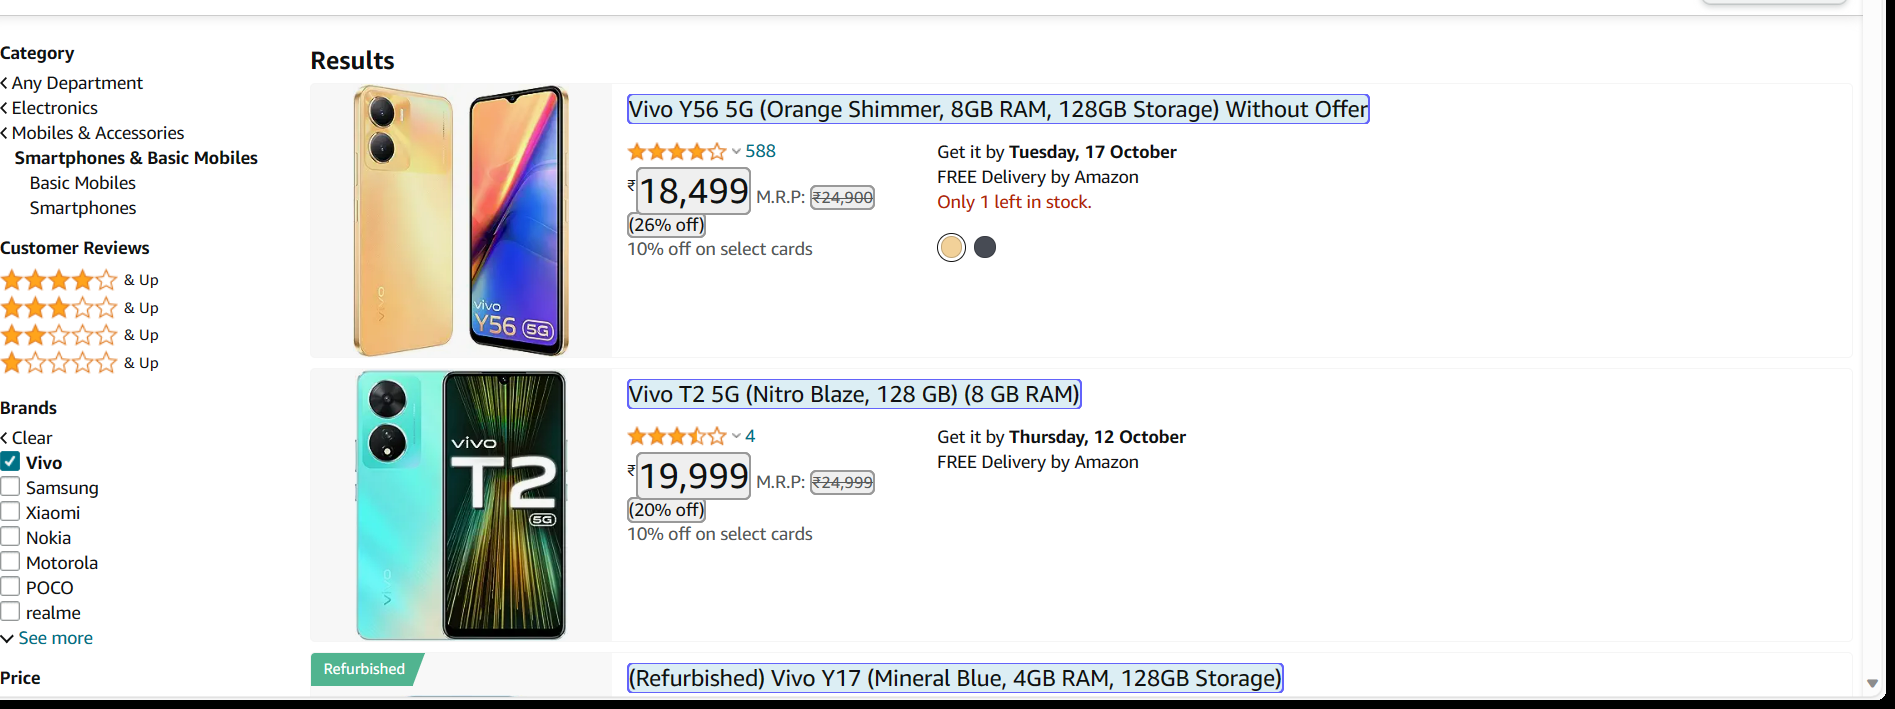 Category
Any Department
Electronics
Mobiles & Accessories
Smartphones & Basic Mobiles
Basic Mobiles
Smartphones
Customer Reviews
& Up
& Up
& Up
& Up
Brands
Clear
Vivo
Samsung
Xiaomi
Nokia
Motorola
POCO
realme
See more
Price
Results
vivo
vivo
Y56 5G
Vivo Y56 5G (Orange Shimmer, 8GB RAM, 128GB Storage) Without Offer
588
₹18,499 M.R.P: ₹24,900
(26% off)
10% off on select cards
Get it by Tuesday, 17 October
FREE Delivery by Amazon
Only 1 left in stock.
vivo
vivo
T2
5G
Vivo T2 5G (Nitro Blaze, 128 GB) (8 GB RAM)
4
₹19,999 M.R.P: ₹24,999
(20% off)
10% off on select cards
Get it by Thursday, 12 October
FREE Delivery by Amazon
Refurbished
(Refurbished) Vivo Y17 (Mineral Blue, 4GB RAM, 128GB Storage)